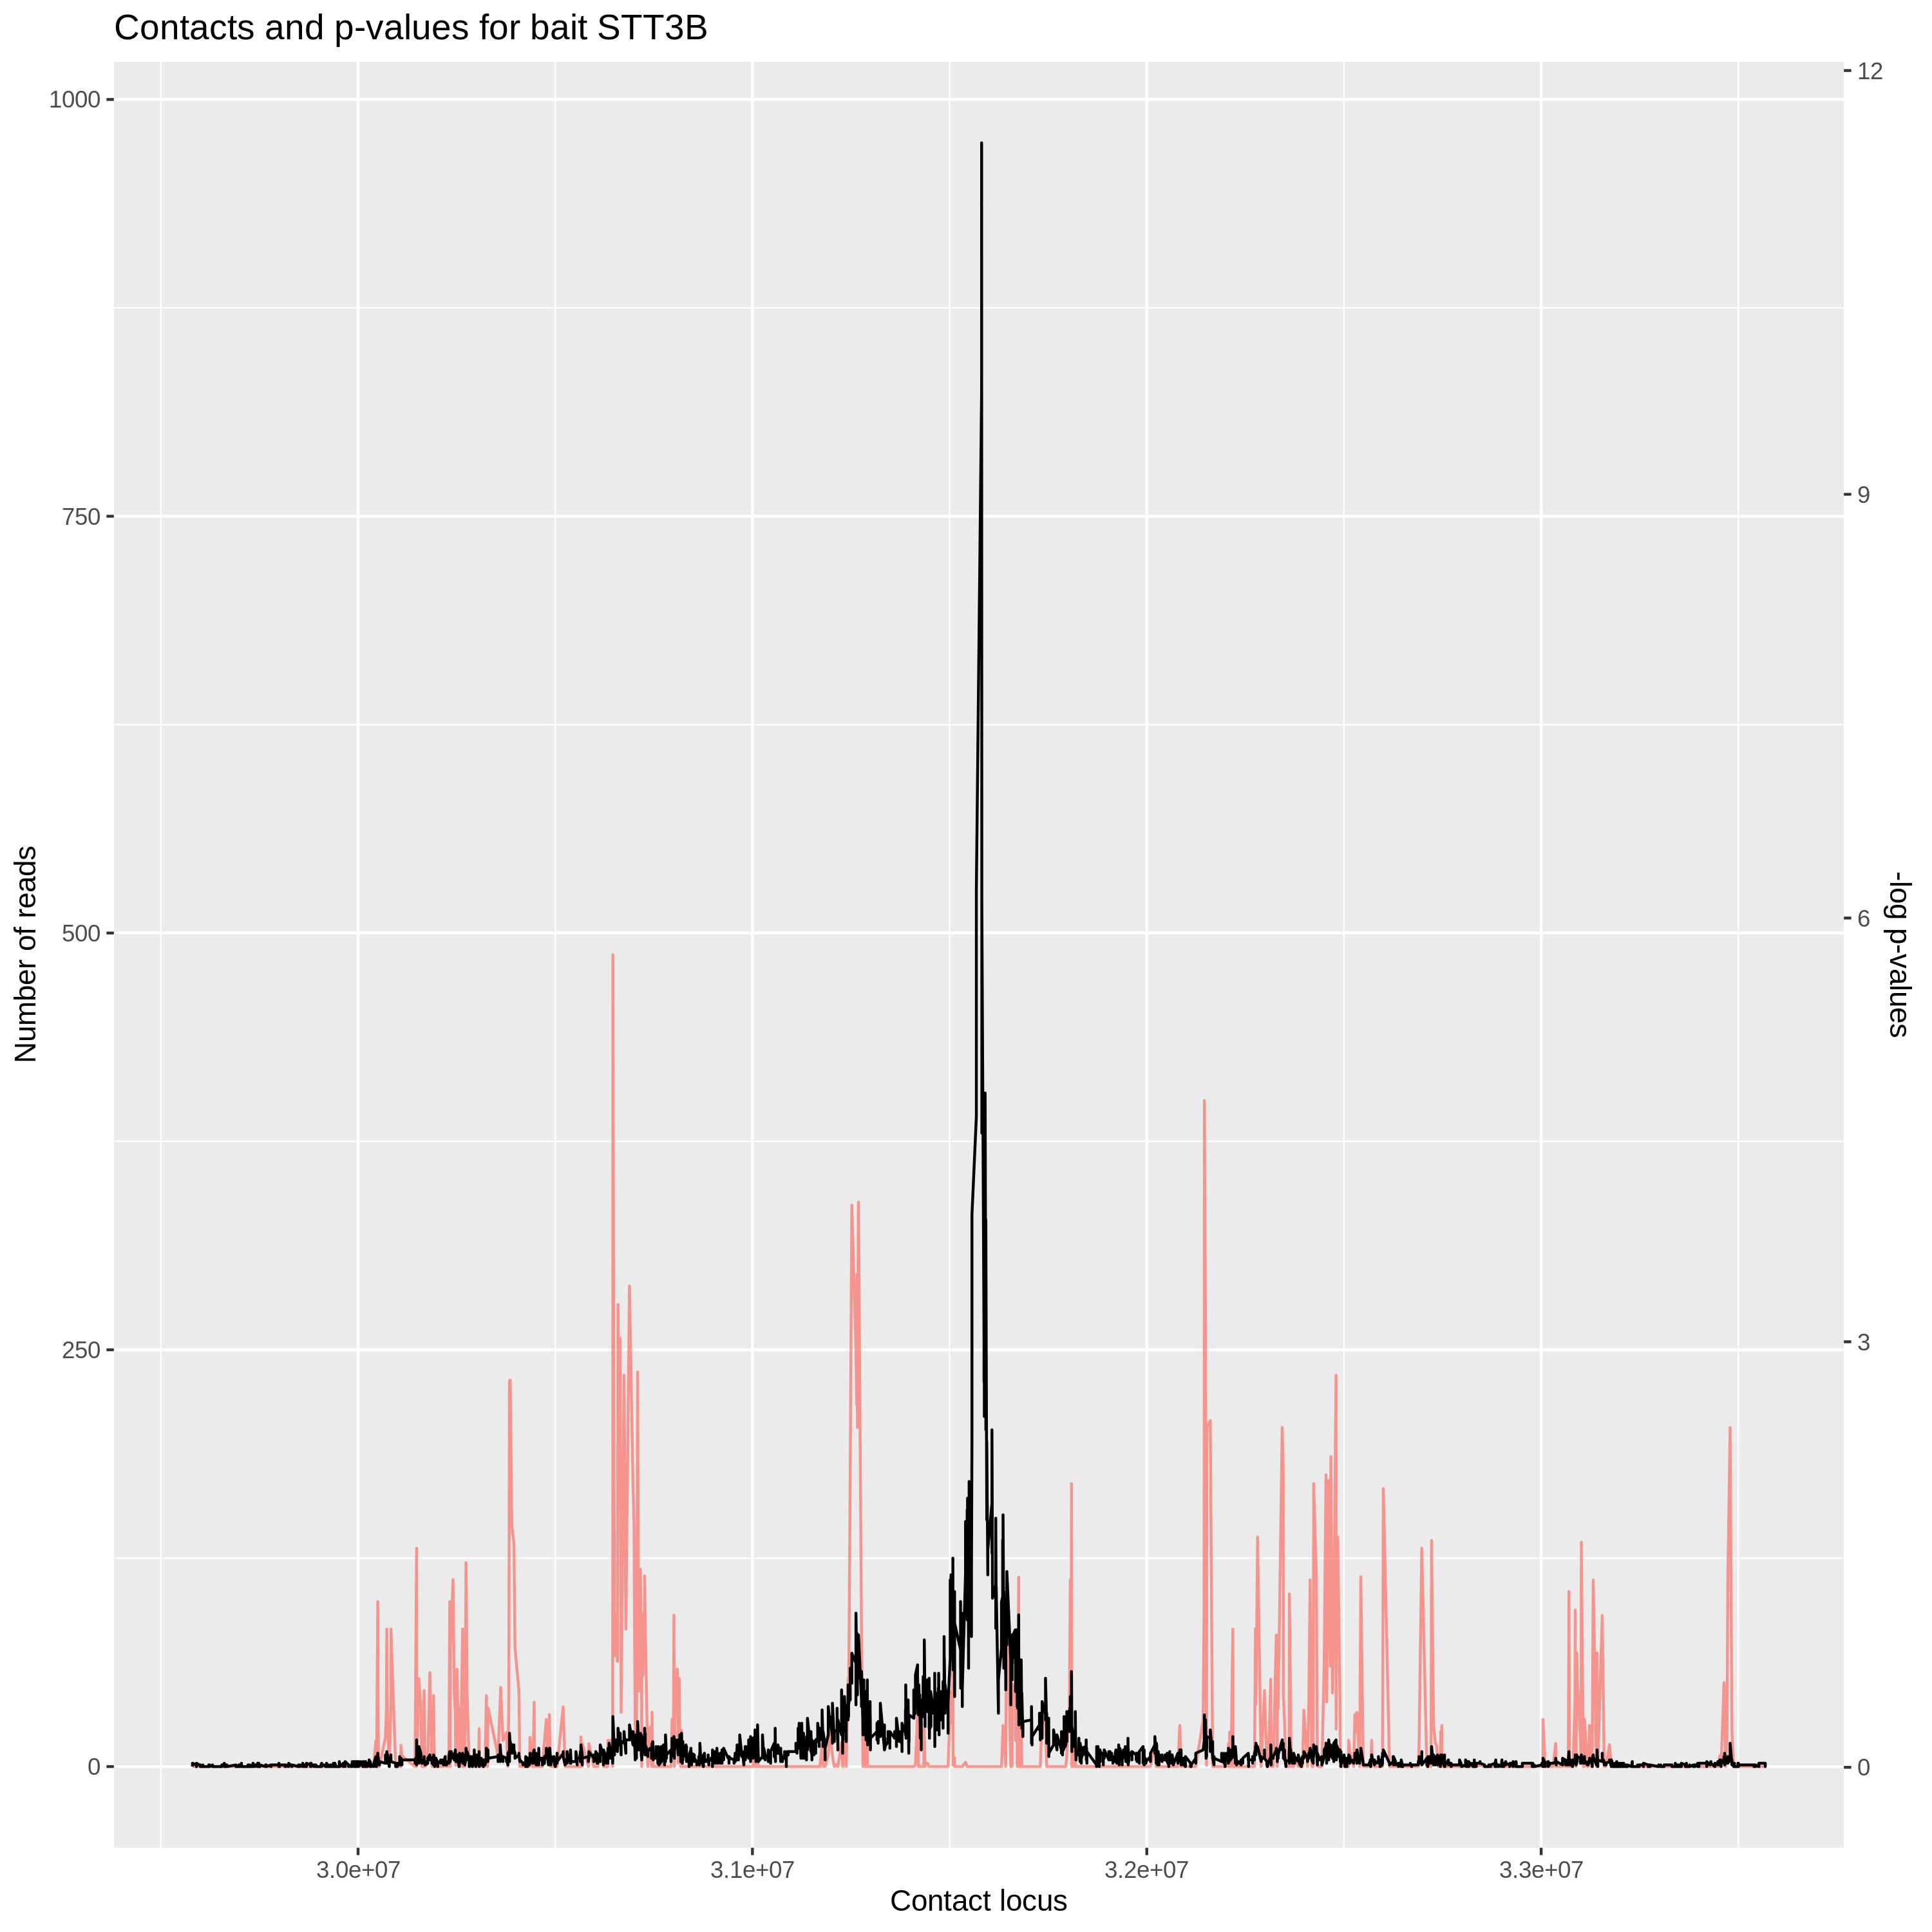 Contacts and p-values for bait STT3B
1000
750
500
250
0
12
9
6
3
0
Number of reads
-log p-values
3.0e+07
3.1e+07
3.2e+07
3.3e+07
Contact locus